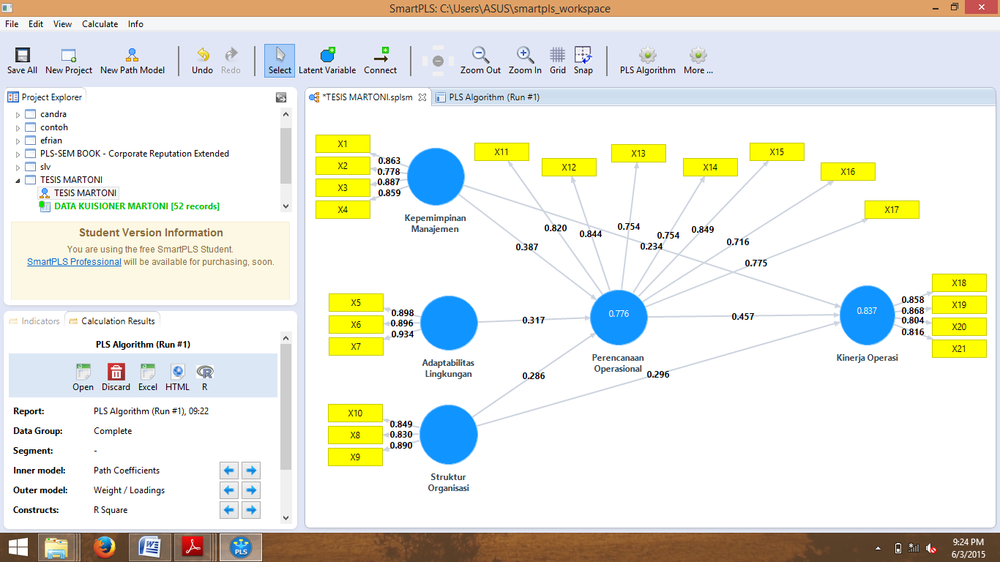 SmartPLS: C:\Users\ASUS\smartpls_workspace
File Edit View Calculate Info
Save All New Project New Path Model Undo Redo Select Latent Variable Connect Zoom Out Zoom In Grid Snap PLS Algorithm More ...
Project Explorer
candra
contoh
efrian
PLS-SEM BOOK - Corporate Reputation Extended
slv
TESIS MARTONI
TESIS MARTONI
DATA KUISIONER MARTONI [52 records]
Student Version Information
You are using the free SmartPLS Student.
SmartPLS Professional will be available for purchasing, soon.
Indicators Calculation Results
PLS Algorithm (Run #1)
Open Discard Excel HTML R
Report: PLS Algorithm (Run #1), 09:22
Data Group: Complete
Segment: -
Inner model: Path Coefficients
Outer model: Weight / Loadings
Constructs: R Square
*TESIS MARTONI.splsm PLS Algorithm (Run #1)
X1
X2
X3
X4
0.863
0.778
0.887
0.859
Kepemimpinan
Manajemen
X11
X12
X13
X14
X15
X16
X17
0.820
0.844
0.754
0.754
0.849
0.716
0.775
0.387
0.234
X5
X6
X7
0.898
0.896
0.934
Adaptabilitas
Lingkungan
0.317
0.776
Perencanaan
Operasional
0.457
0.837
Kinerja Operasi
X18
X19
X20
X21
0.858
0.868
0.804
0.816
0.286
0.296
X10
X8
X9
0.849
0.830
0.890
Struktur
Organisasi
PLS
9:24 PM
6/3/2015